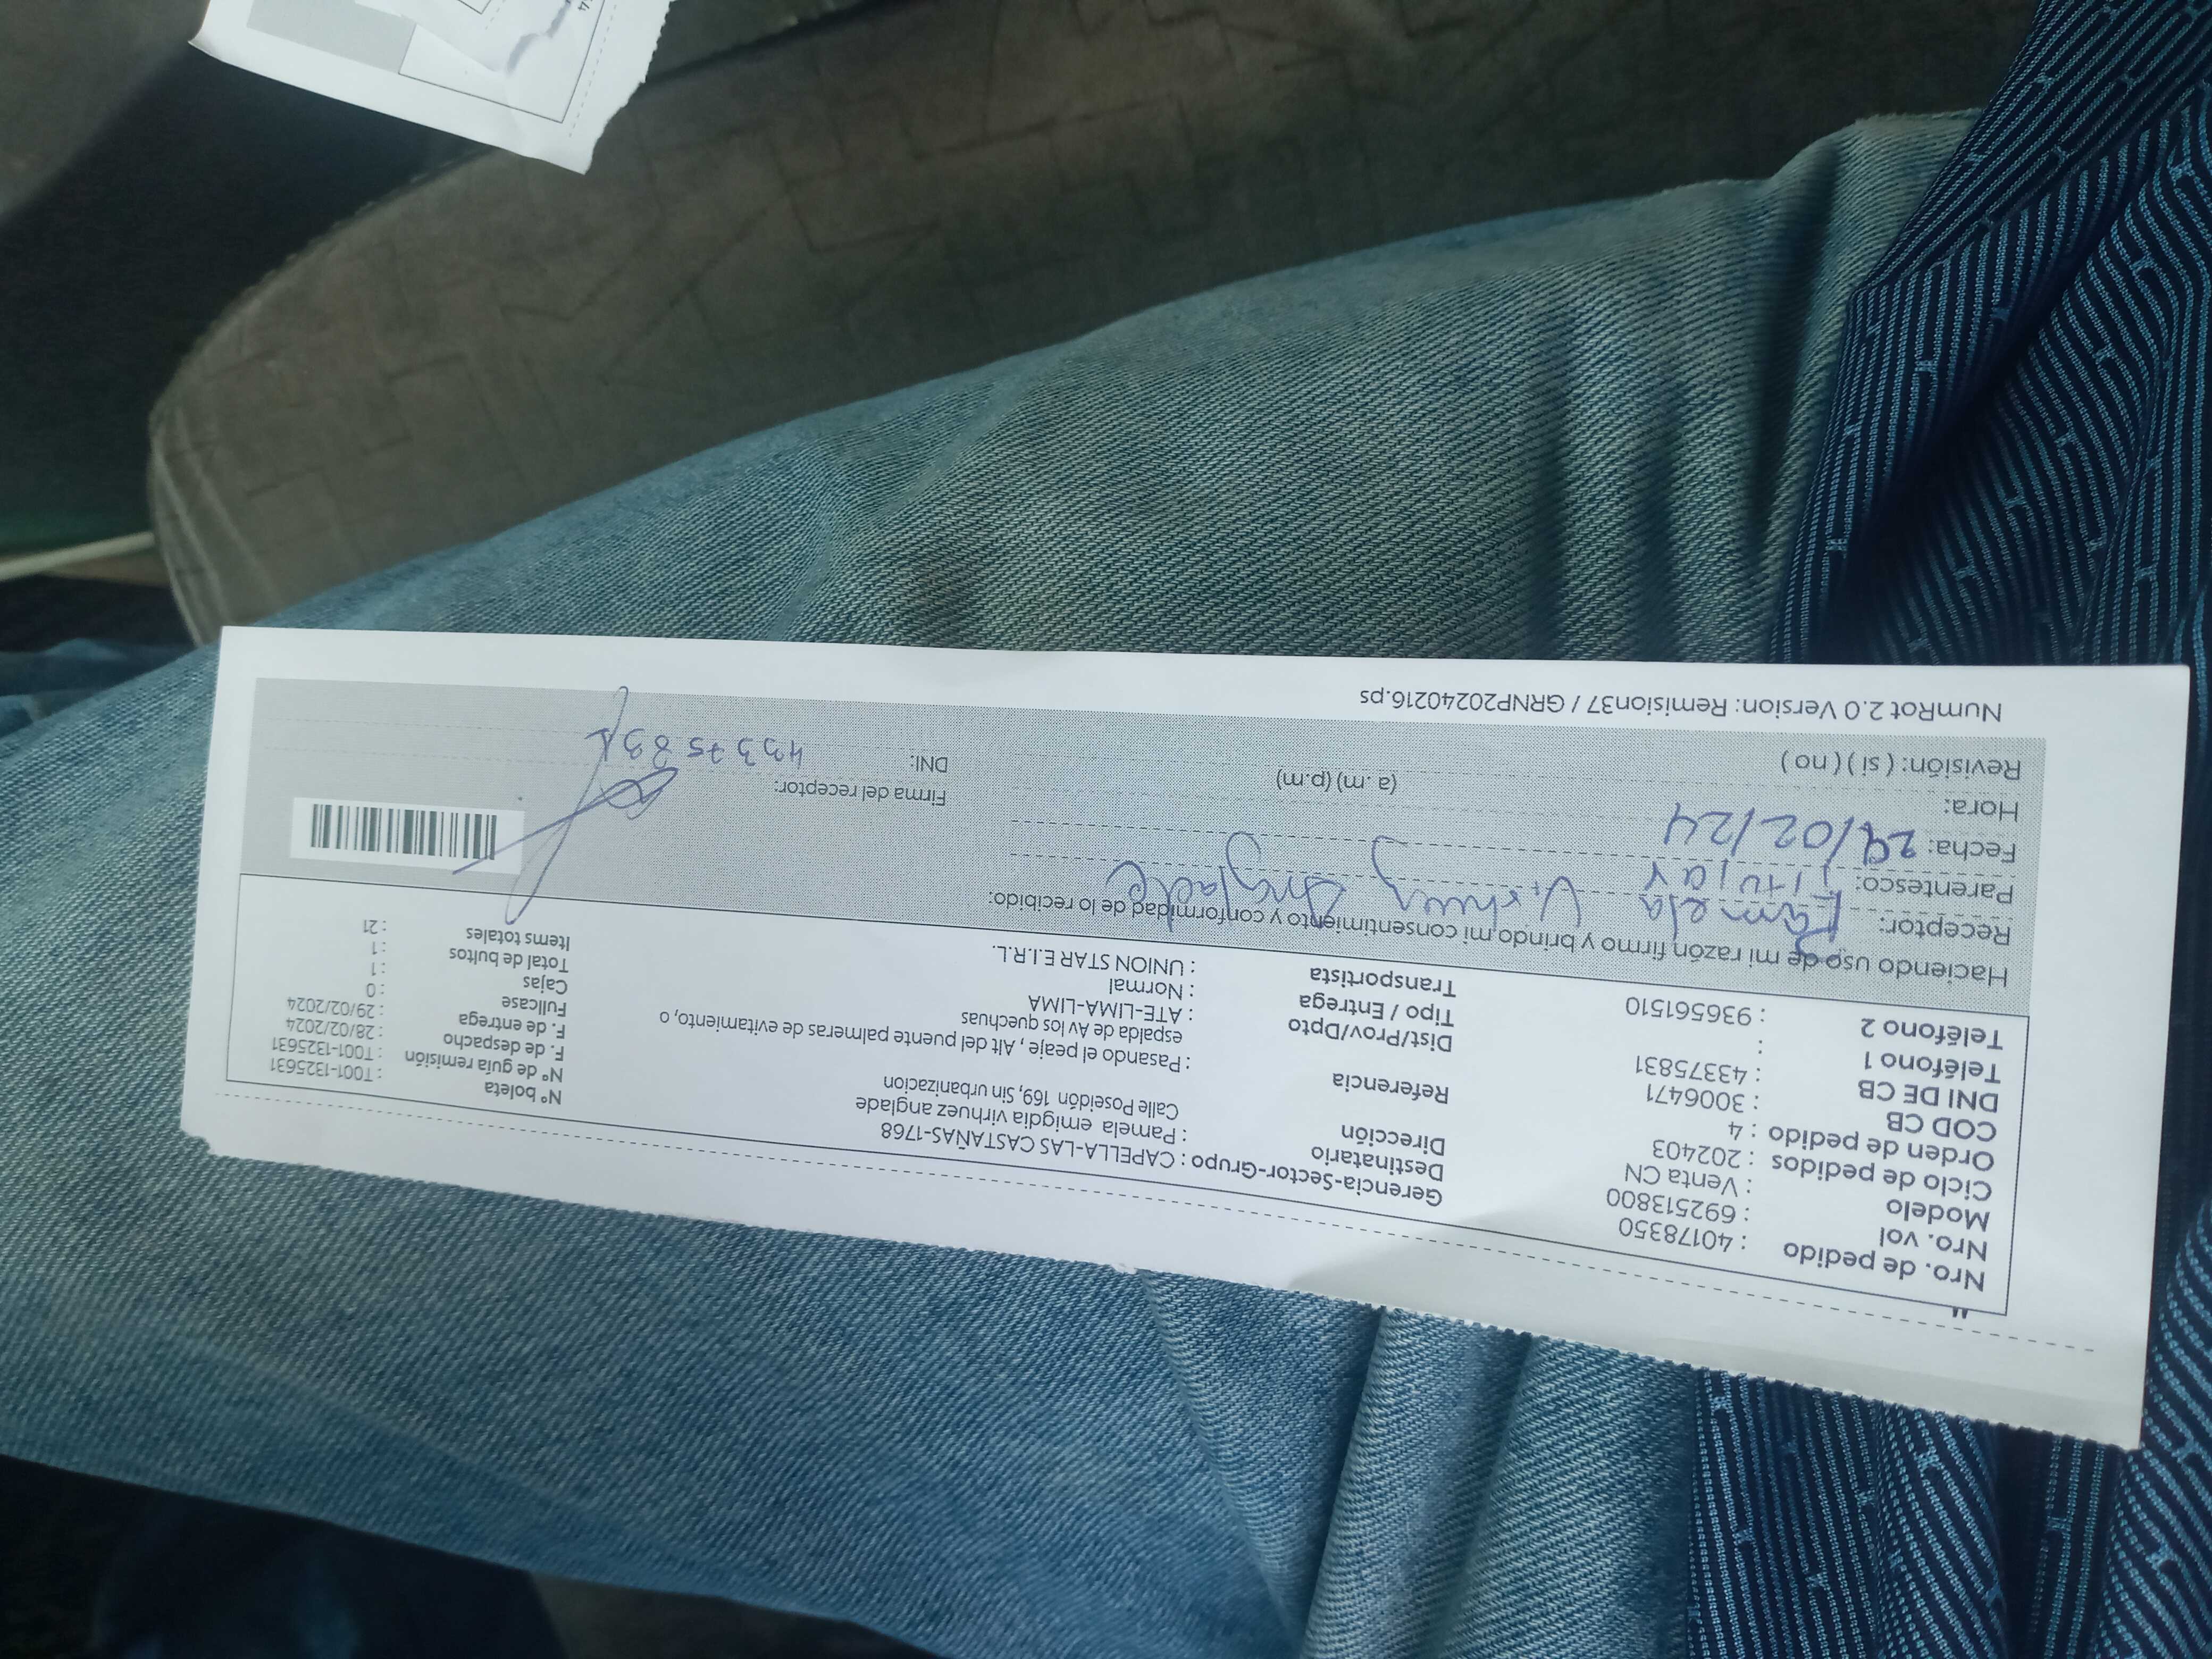 Nro. de pedido : 40178350
Nro. vol : 692513800
Modelo : Venta CN
Ciclo de pedidos : 202403
Orden de pedido : 4
COD CB : 3006471
DNI DE CB : 43375831
Teléfono 1 :
Teléfono 2 : 936561510
Gerencia-Sector-Grupo : CAPELLA-LAS CASTAÑAS-1768
Destinatario : Pamela emigdia virhuez anglade
Dirección Calle Poseidón 169, Sin urbanizacion
Referencia : Pasando el peaje , Alt del puente palmeras de evitamiento, o
espalda de Av los quechuas
Dist/Prov/Dpto : ATE-LIMA-LIMA
Tipo / Entrega : Normal
Transportista : UNION STAR E.I.R.L.
Nº boleta : T001-1325631
Nº de guía remisión : T001-1325631
F. de despacho : 28/02/2024
F. de entrega : 29/02/2024
Fullcase : 0
Cajas : 1
Total de bultos : 1
Items totales : 21
Haciendo uso de mi razón firmo y brindo mi consentimiento y conformidad de lo recibido:
Receptor: Pamela Virhuez Anglade
Parentesco: Titular
Fecha: 29/02/24
Hora: (a .m) (p.m)
Revisión: ( si ) ( no )
Firma del receptor:
DNI: 43375831
NumRot 2.0 Version: Remision37 / GRNP20240216.ps